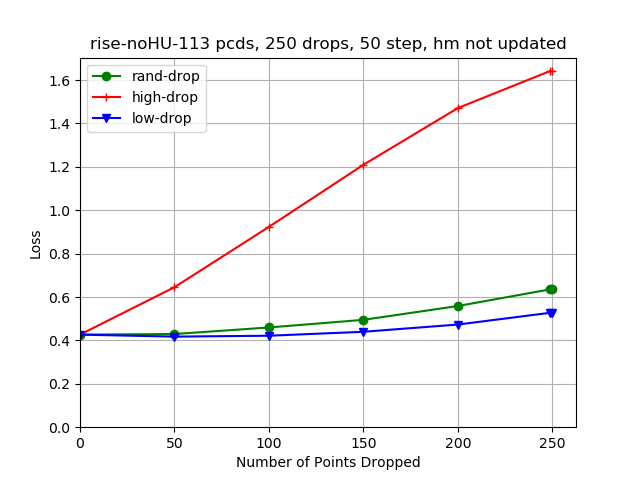 rise-noHU-113 pcds, 250 drops, 50 step, hm not updated
rand-drop
high-drop
low-drop
Loss
1.6
1.4
1.2
1.0
0.8
0.6
0.4
0.2
0.0
0 50 100 150 200 250
Number of Points Dropped